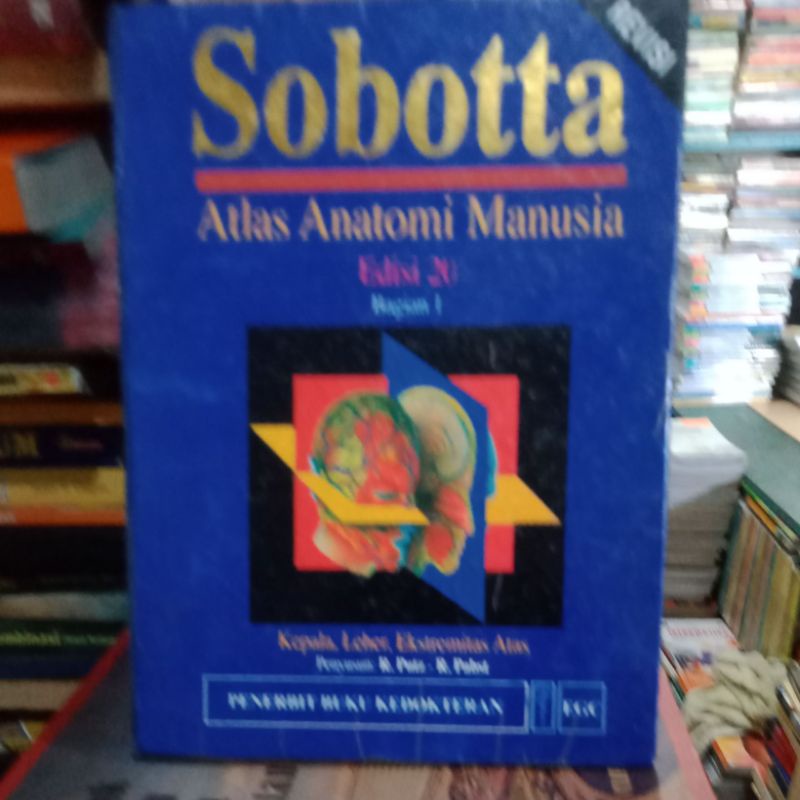 REVISI
Sobotta
Atlas Anatomi Manusia
Edisi 20
Bagian 1
Kepala, Leher, Ekstremitas Atas
Penyusun: R. Putz - R. Pabst
PENERBIT BUKU KEDOKTERAN EGC